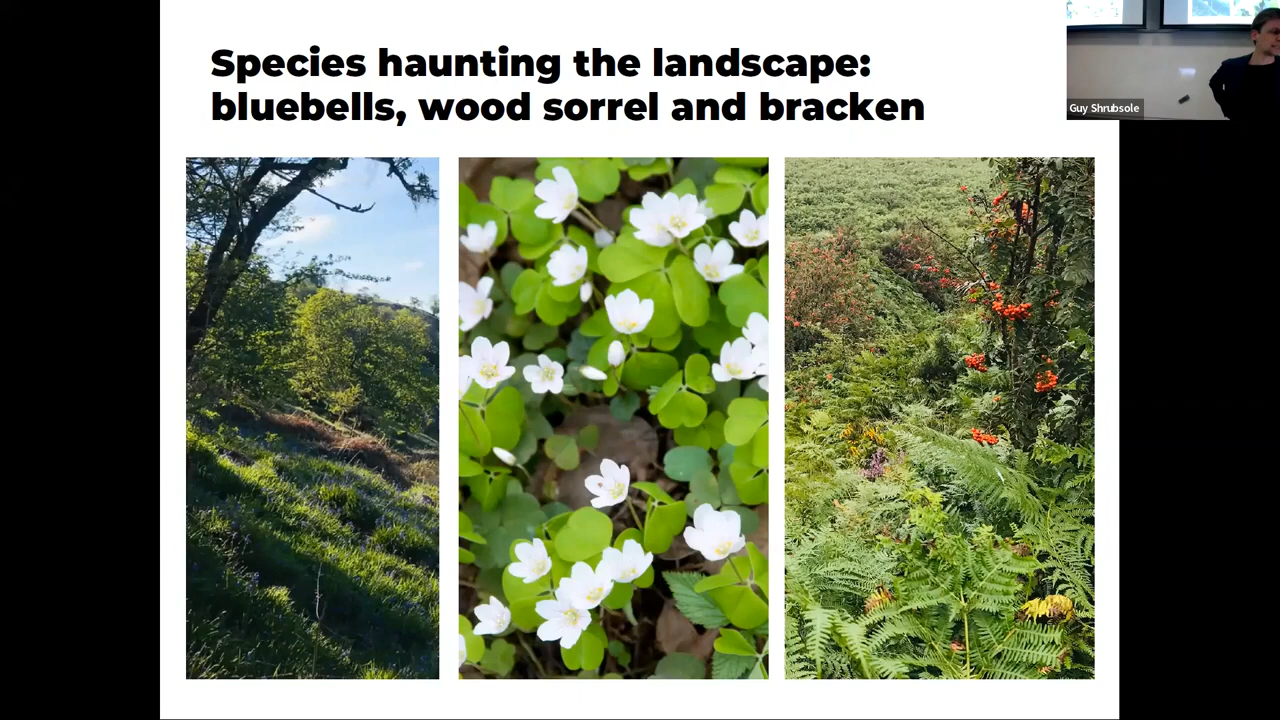 Species haunting the landscape:
bluebells, wood sorrel and bracken
Guy Shrubsole